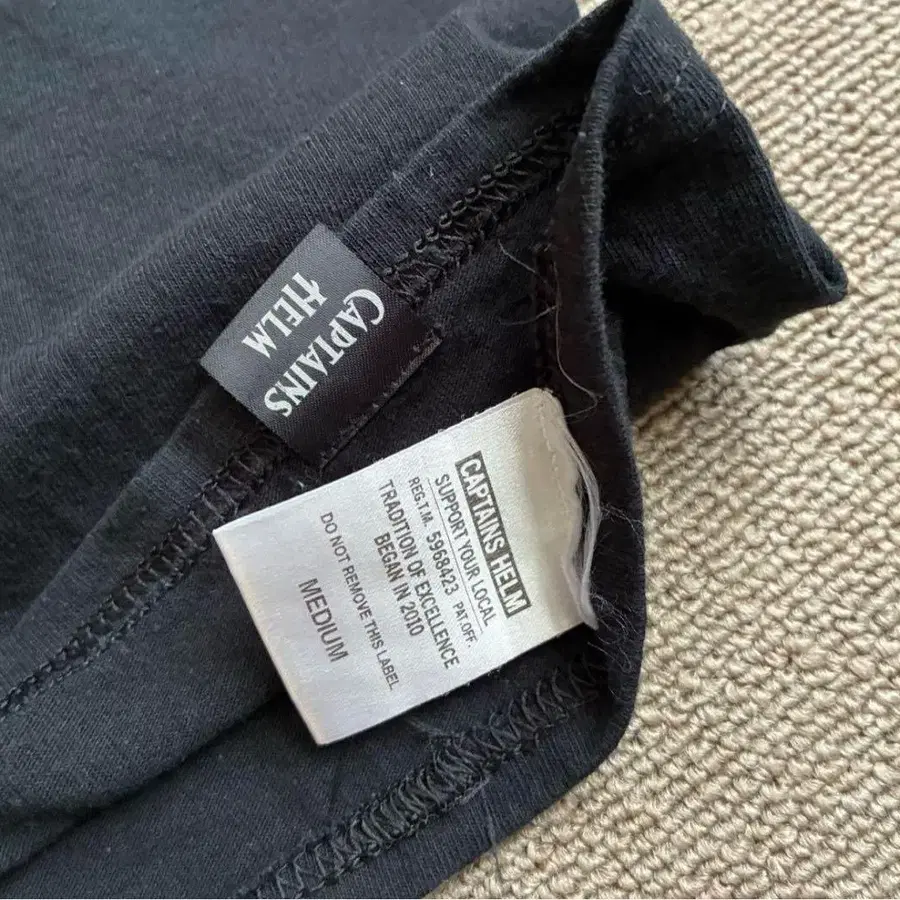 CAPTAINS
HELM
CAPTAINS HELM
SUPPORT YOUR LOCAL
REG.T.M. 5968423 PAT.OFF.
TRADITION OF EXCELLENCE
BEGAN IN 2010
DO NOT REMOVE THIS LABEL
MEDIUM